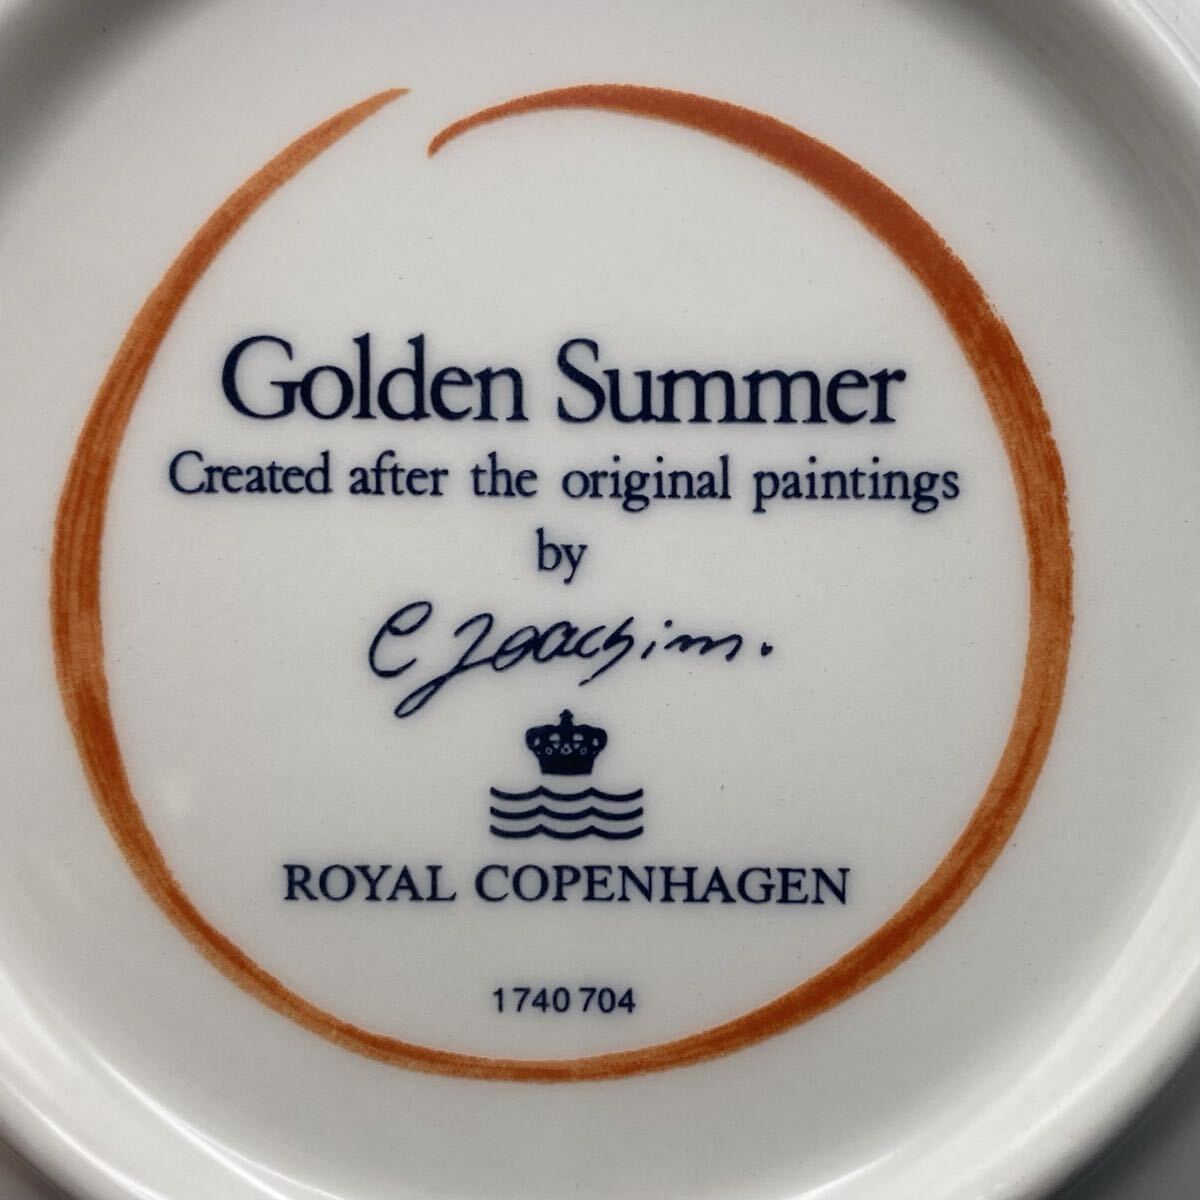 Golden Summer
Created after the original paintings
by
C Joachim.
ROYAL COPENHAGEN
1740 704